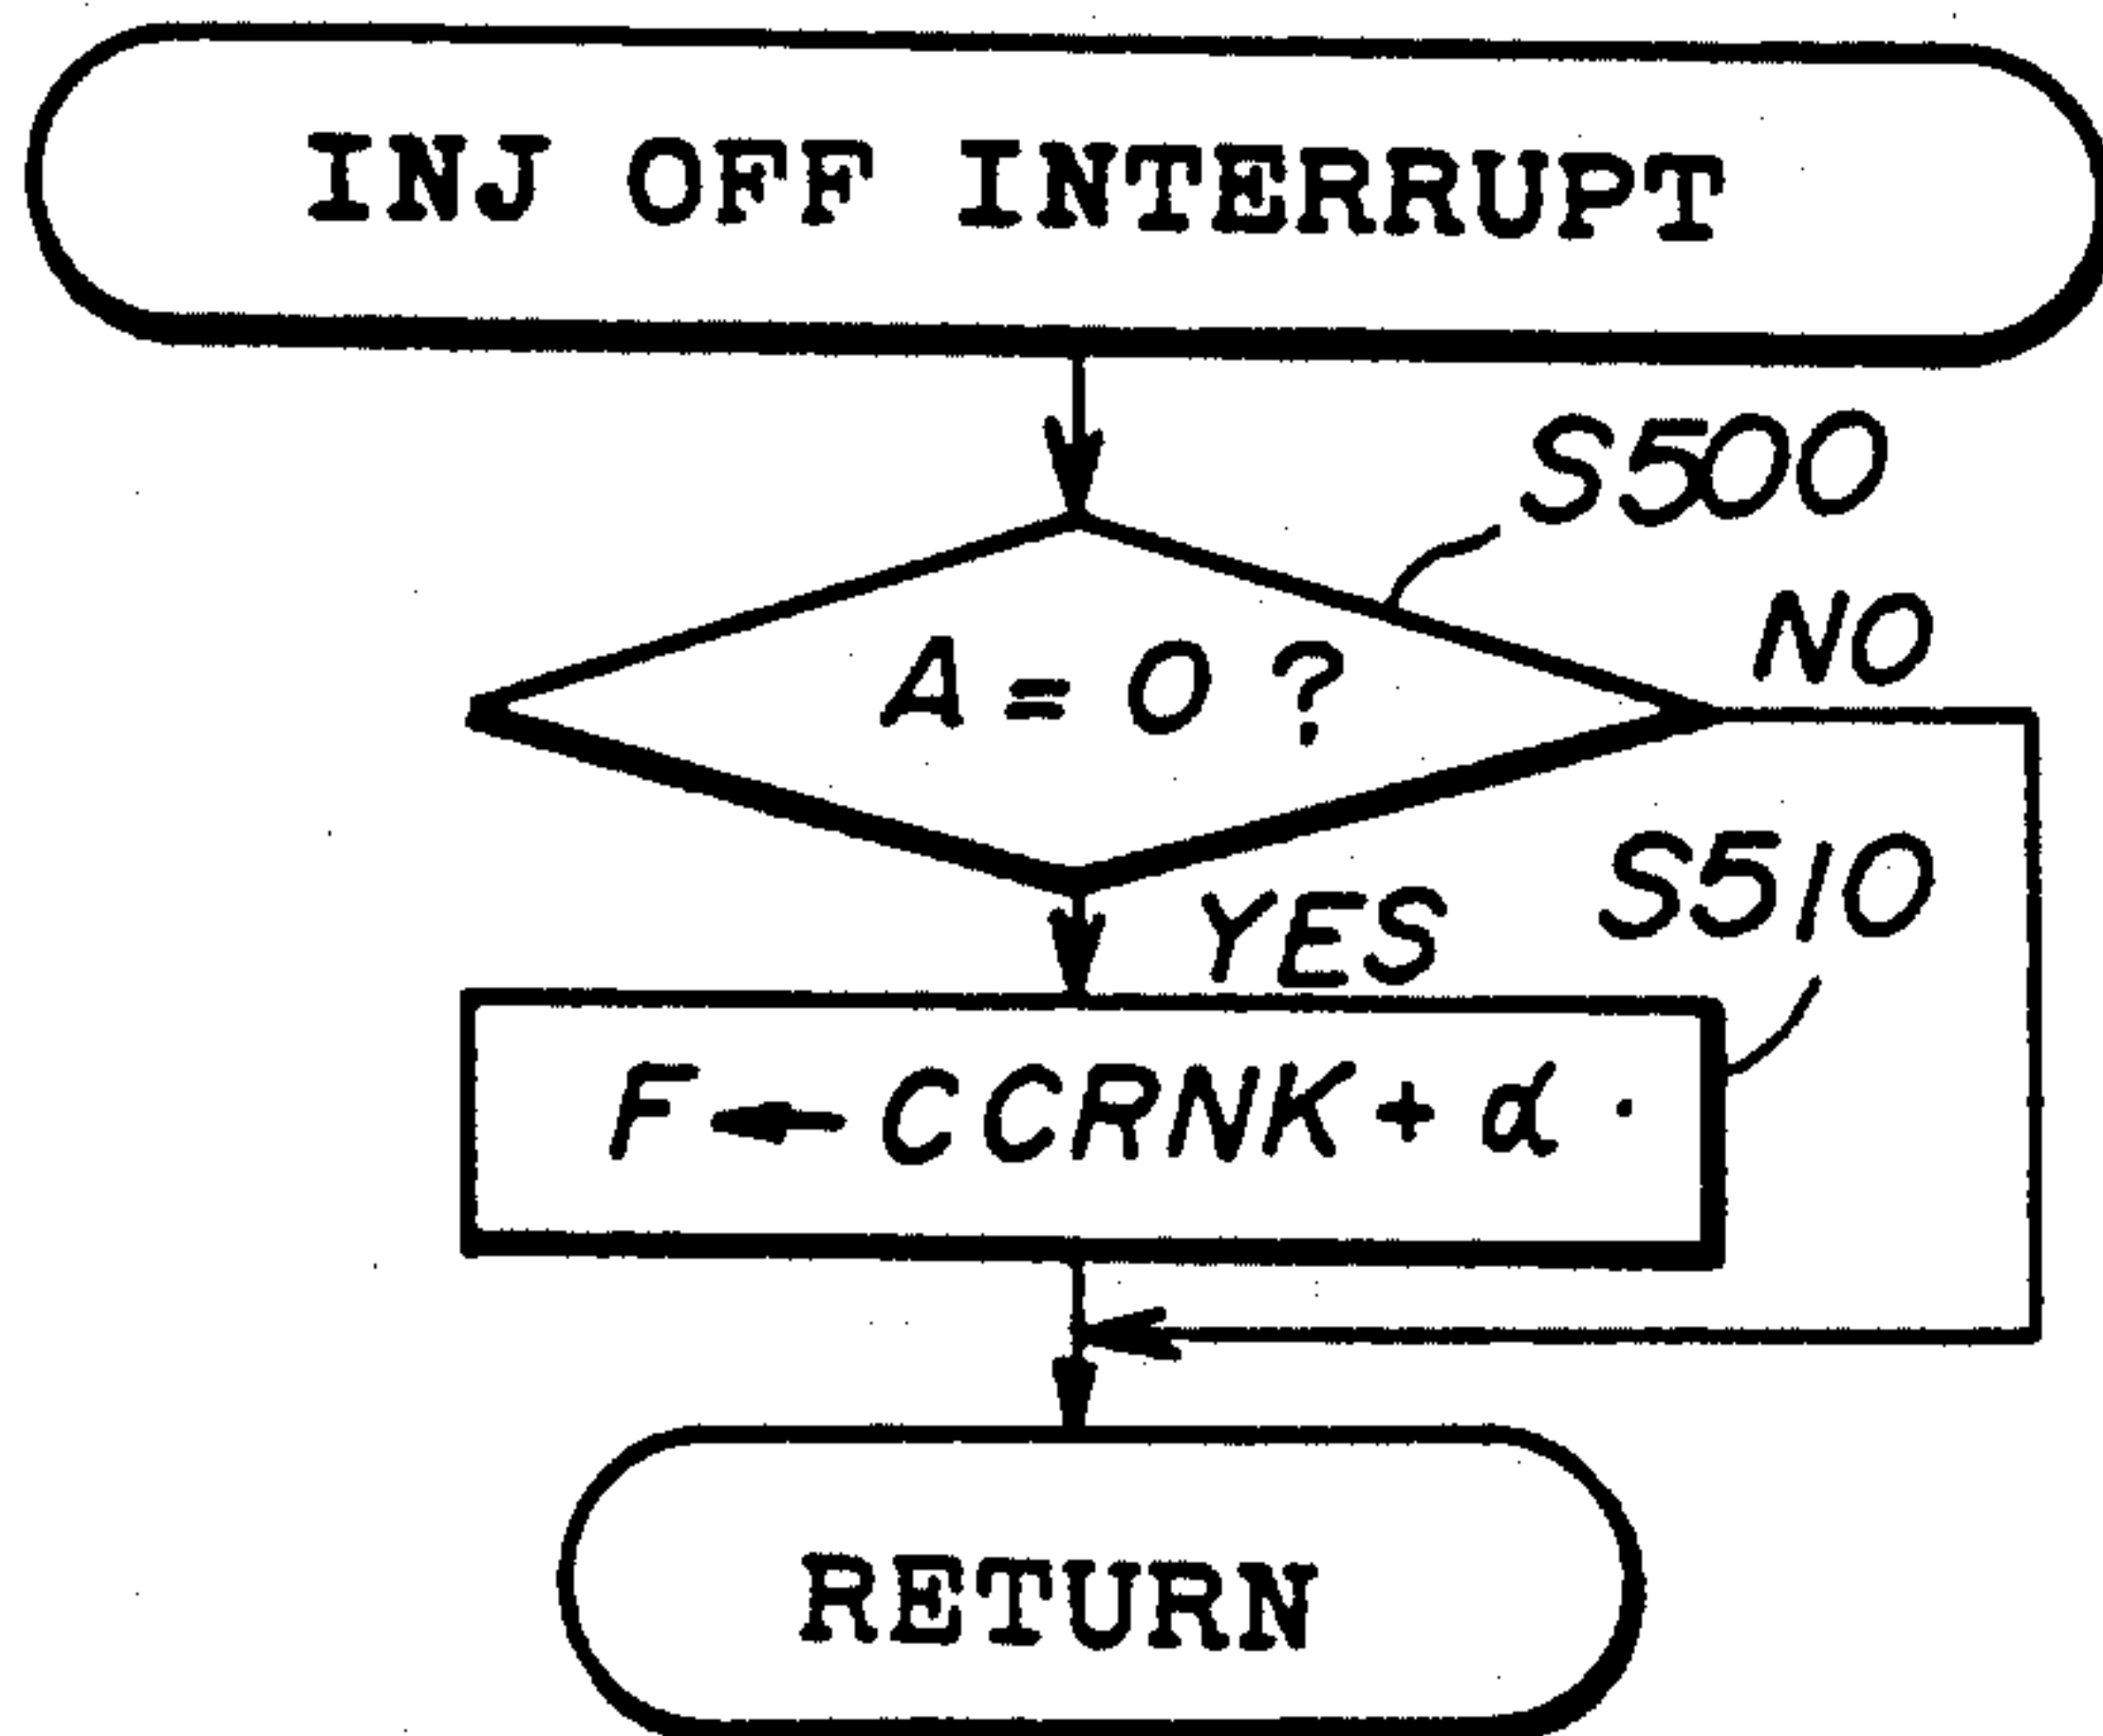 INJ OFF INTERRUPT
S500
A = 0 ?
NO
YES
S510
F ← CCRNK + α
RETURN